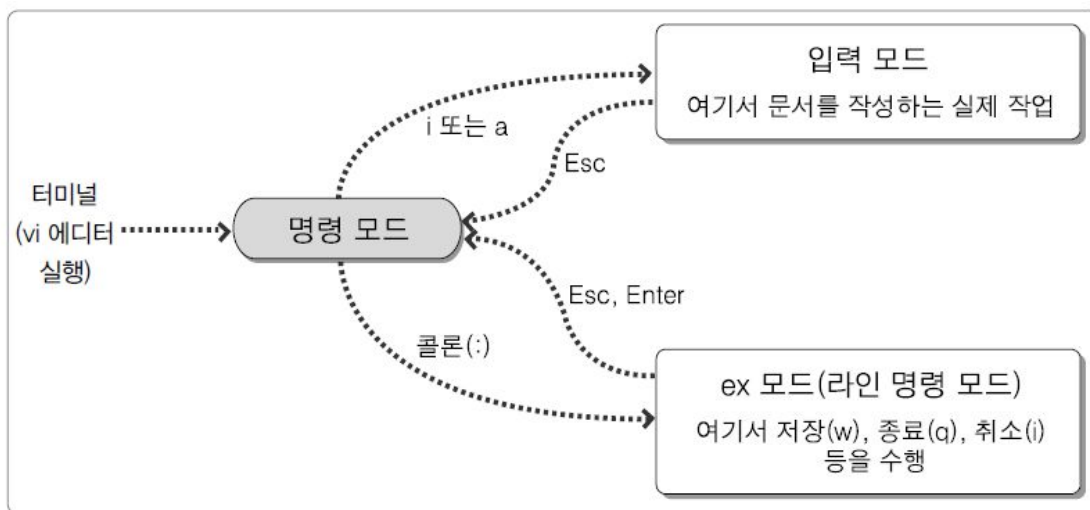 입력 모드
여기서 문서를 작성하는 실제 작업
i 또는 a
Esc
터미널
(vi 에디터
실행)
명령 모드
Esc, Enter
콜론(:)
ex 모드(라인 명령 모드)
여기서 저장(w), 종료(q), 취소(i)
등을 수행